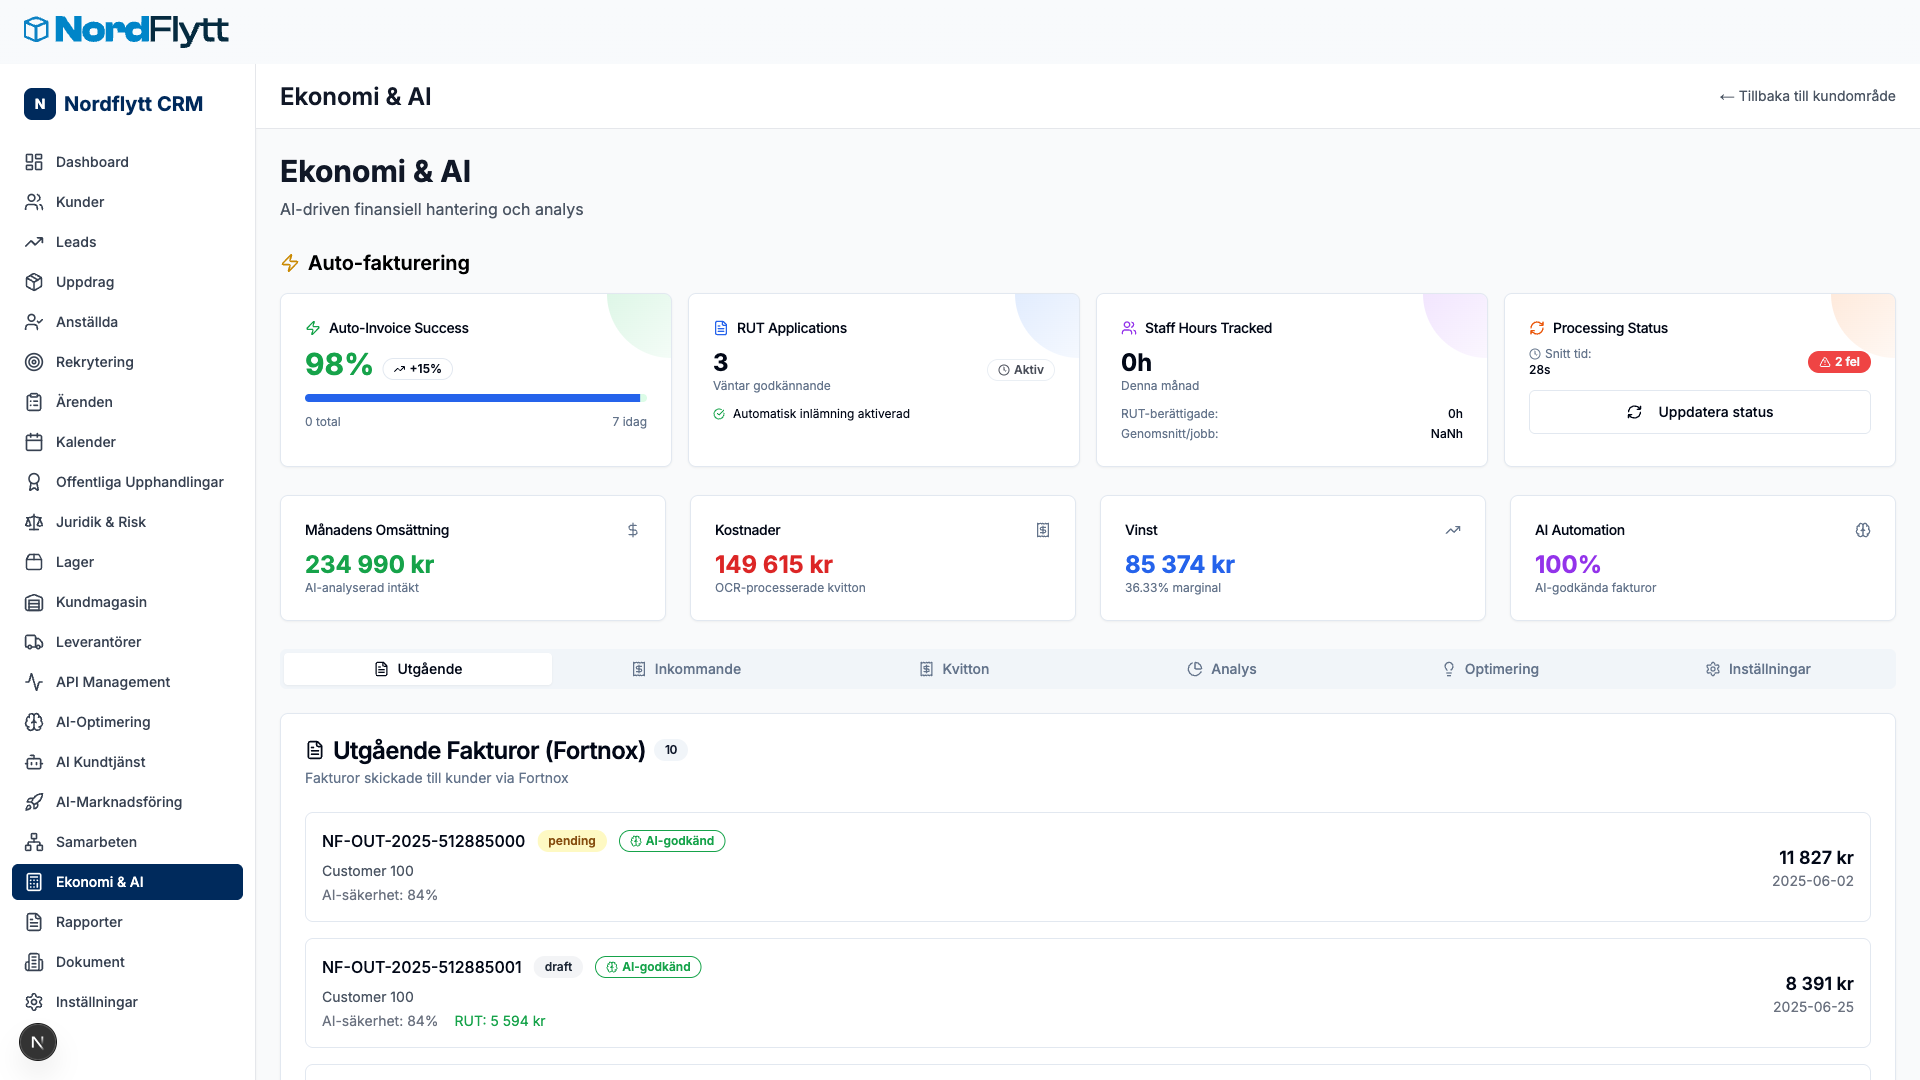 NordFlytt
N Nordflytt CRM
Dashboard
Kunder
Leads
Uppdrag
Anställda
Rekrytering
Ärenden
Kalender
Offentliga Upphandlingar
Juridik & Risk
Lager
Kundmagasin
Leverantörer
API Management
AI-Optimering
AI Kundtjänst
AI-Marknadsföring
Samarbeten
Ekonomi & AI
Rapporter
Dokument
Inställningar
N
Ekonomi & AI
← Tillbaka till kundområde
Ekonomi & AI
AI-driven finansiell hantering och analys
Auto-fakturering
Auto-Invoice Success
98% +15%
0 total 7 idag
RUT Applications
3
Väntar godkännande
Aktiv
Automatisk inlämning aktiverad
Staff Hours Tracked
0h
Denna månad
RUT-berättigade: 0h
Genomsnitt/jobb: NaNh
Processing Status
Snitt tid:
28s
2 fel
Uppdatera status
Månadens Omsättning
234 990 kr
AI-analyserad intäkt
Kostnader
149 615 kr
OCR-processerade kvitton
Vinst
85 374 kr
36.33% marginal
AI Automation
100%
AI-godkända fakturor
Utgående Inkommande Kvitton Analys Optimering Inställningar
Utgående Fakturor (Fortnox) 10
Fakturor skickade till kunder via Fortnox
NF-OUT-2025-512885000 pending AI-godkänd
Customer 100
AI-säkerhet: 84%
11 827 kr
2025-06-02
NF-OUT-2025-512885001 draft AI-godkänd
Customer 100
AI-säkerhet: 84% RUT: 5 594 kr
8 391 kr
2025-06-25